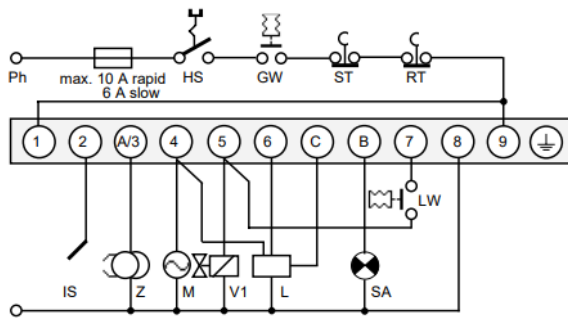 Ph
max. 10 A rapid
6 A slow
HS
GW
ST
RT
1 2 A/3 4 5 6 C B 7 8 9
LW
IS Z M V1 L SA